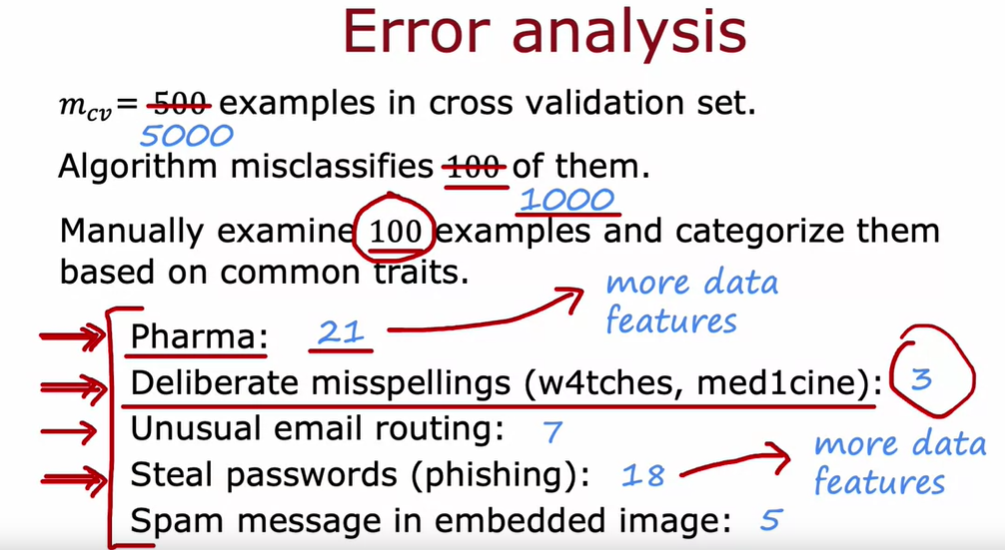 Error analysis
m_cv = 500 examples in cross validation set.
5000
Algorithm misclassifies 100 of them.
1000
Manually examine 100 examples and categorize them
based on common traits.
more data
features
Pharma: 21
Deliberate misspellings (w4tches, med1cine): 3
Unusual email routing: 7
more data
features
Steal passwords (phishing): 18
Spam message in embedded image: 5